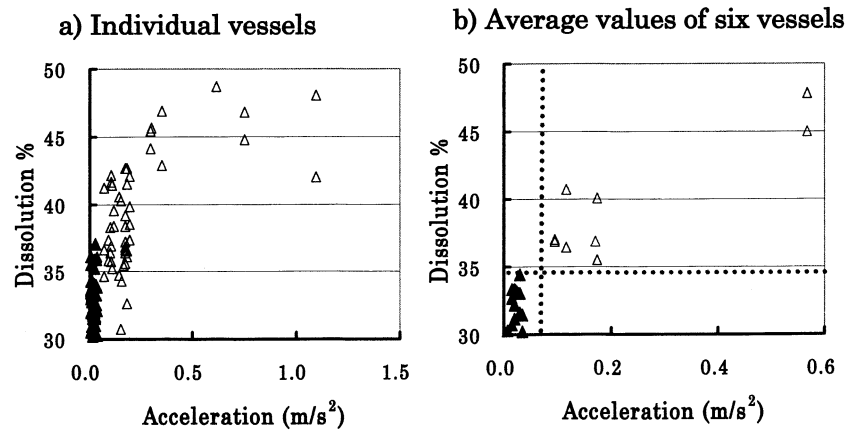 a) Individual vessels
Dissolution %
50
45
40
35
30
0.0 0.5 1.0 1.5
Acceleration (m/s²)
b) Average values of six vessels
Dissolution %
50
45
40
35
30
0.0 0.2 0.4 0.6
Acceleration (m/s²)